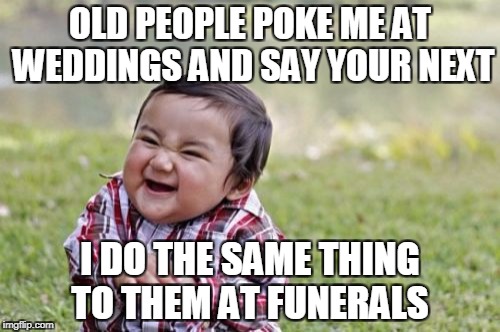 OLD PEOPLE POKE ME AT
WEDDINGS AND SAY YOUR NEXT
I DO THE SAME THING
TO THEM AT FUNERALS
imgflip.com